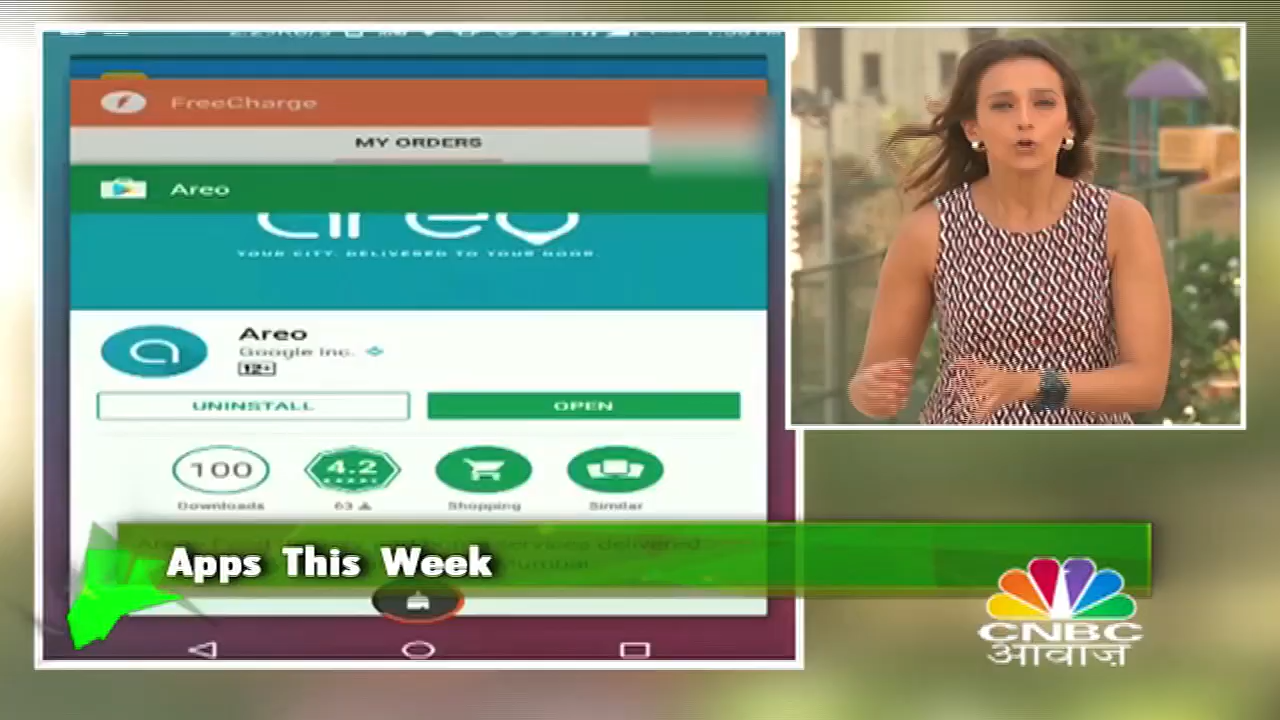 FreeCharge
MY ORDERS
Areo
areo
YOUR CITY. DELIVERED TO YOUR DOOR.
Areo
Google Inc.
12+
UNINSTALL
OPEN
100
4.2
Downloads
63
Shopping
Similar
Apps This Week
CNBC
आवाज़